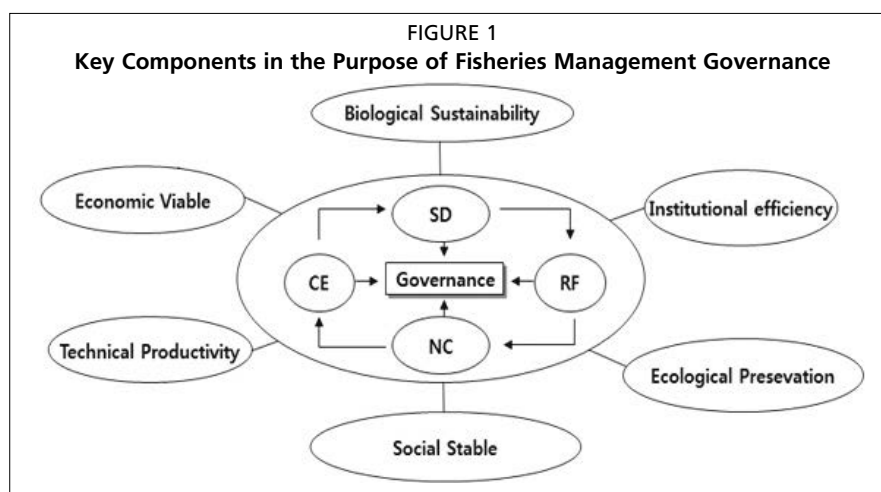 FIGURE 1
Key Components in the Purpose of Fisheries Management Governance
Biological Sustainability
Economic Viable
Institutional efficiency
SD
CE
Governance
RF
NC
Technical Productivity
Ecological Presevation
Social Stable